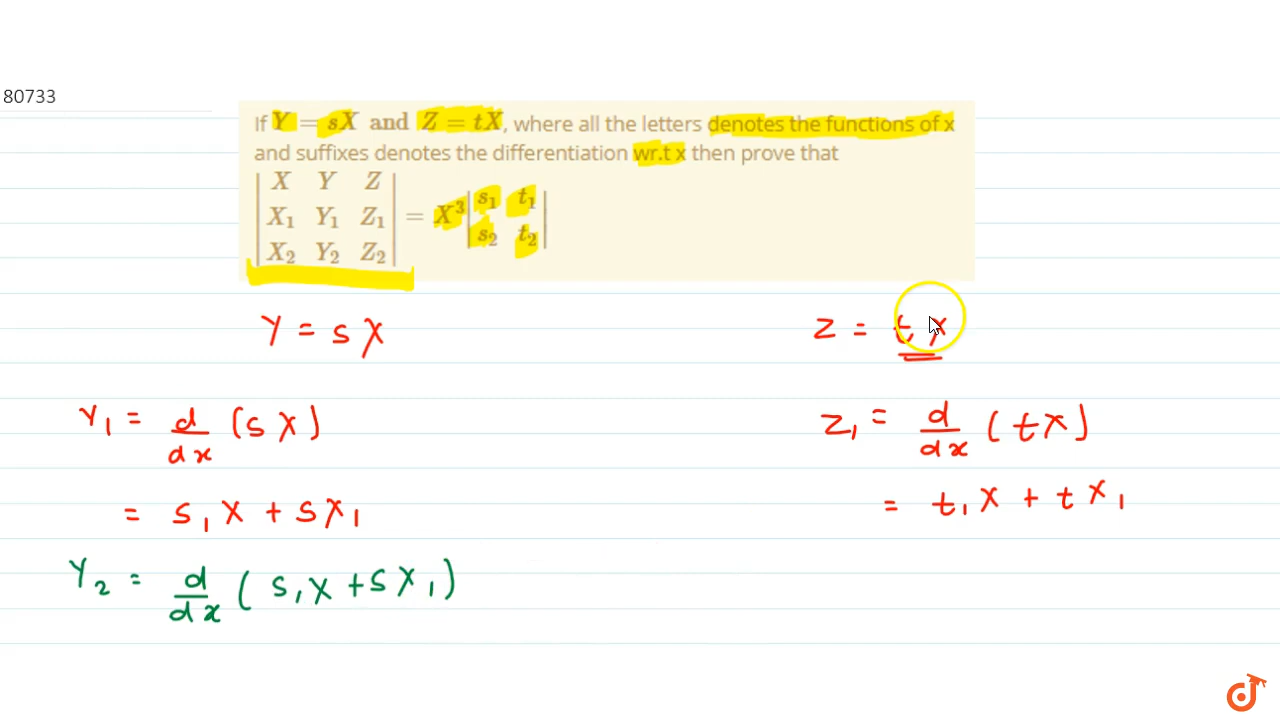 80733
If Y = sX and Z = tX, where all the letters denotes the functions of x
and suffixes denotes the differentiation wr.t x then prove that
| X Y Z |
| X₁ Y₁ Z₁ | = X³ | s₁ t₁ |
| X₂ Y₂ Z₂ | | s₂ t₂ |
Y = s X
Z = t X
Y₁ = d/dx (s X)
Z₁ = d/dx (t X)
= s₁ X + s X₁
= t₁ X + t X₁
Y₂ = d/dx ( s₁ X + s X₁ )